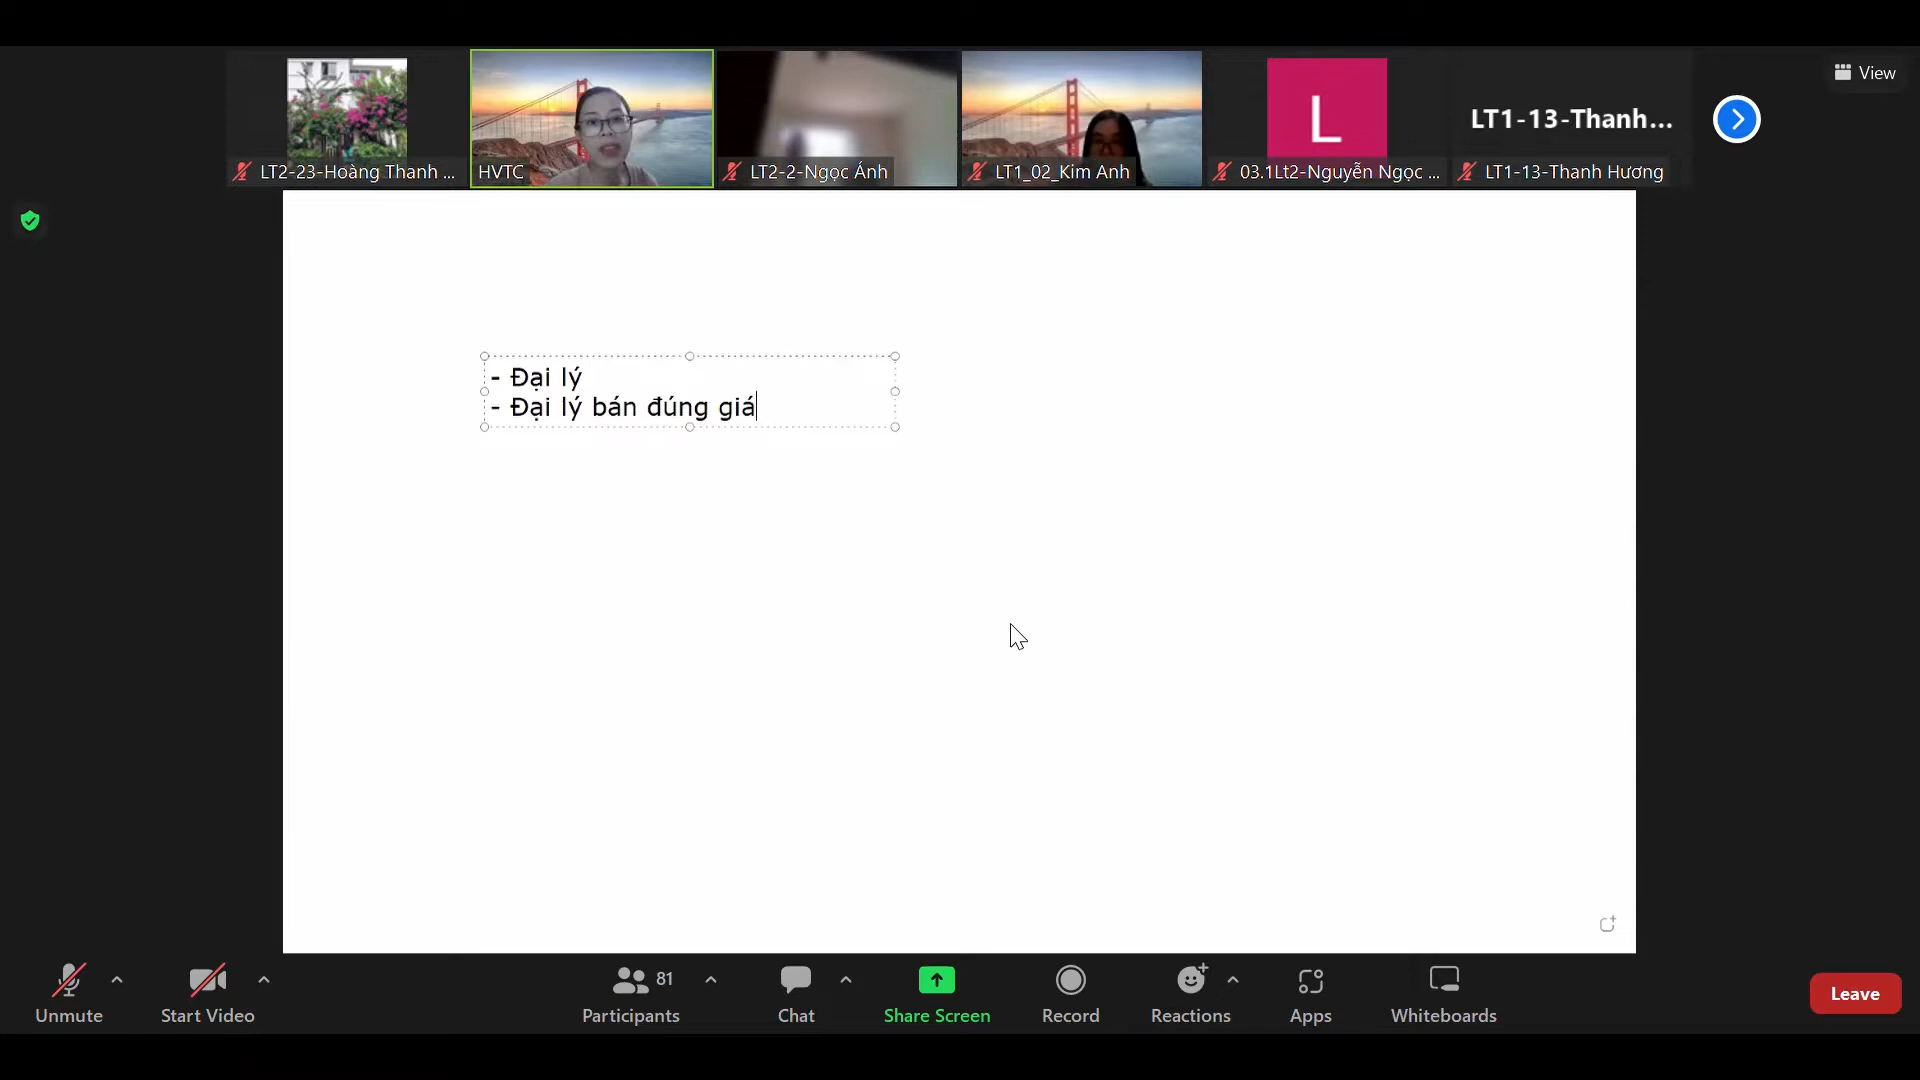 View
LT1-13-Thanh...
L
LT2-23-Hoàng Thanh ...
HVTC
LT2-2-Ngọc Ánh
LT1_02_Kim Anh
03.1Lt2-Nguyễn Ngọc ...
LT1-13-Thanh Hương
- Đại lý
- Đại lý bán đúng giá
81
Unmute
Start Video
Participants
Chat
Share Screen
Record
Reactions
Apps
Whiteboards
Leave